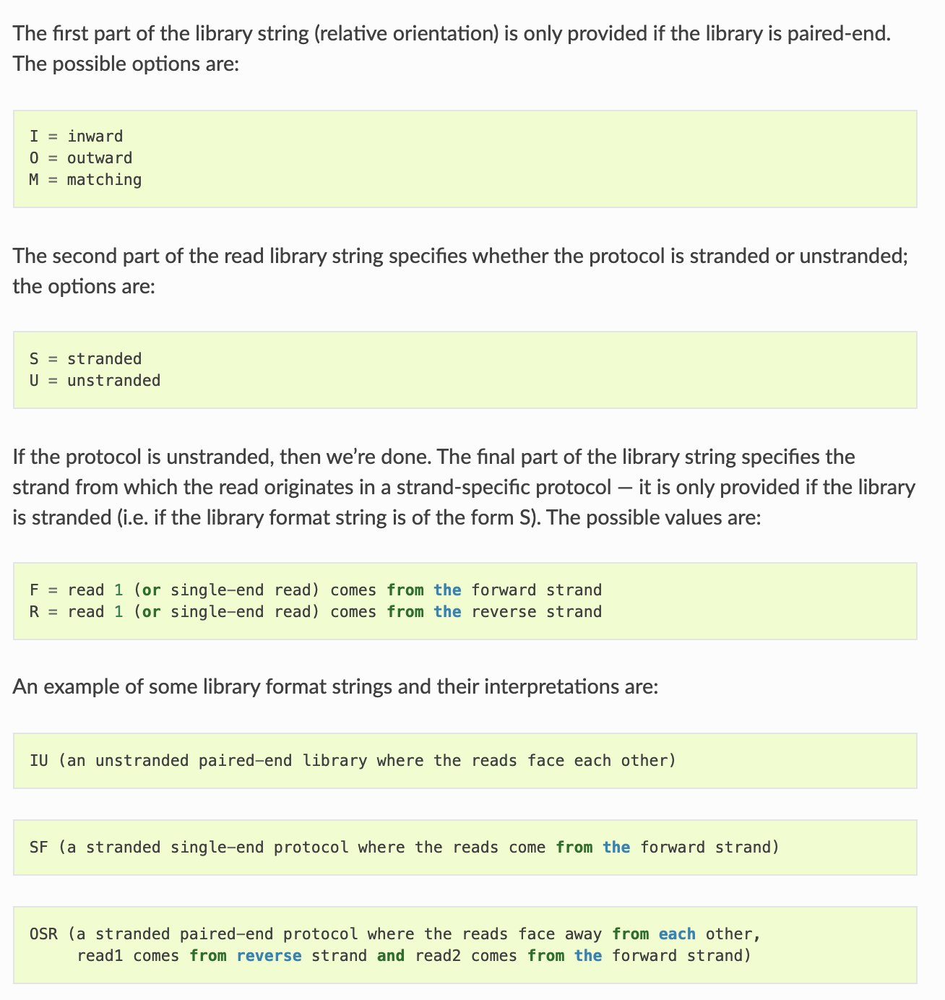 The first part of the library string (relative orientation) is only provided if the library is paired-end.
The possible options are:
I = inward
O = outward
M = matching
The second part of the read library string specifies whether the protocol is stranded or unstranded;
the options are:
S = stranded
U = unstranded
If the protocol is unstranded, then we’re done. The final part of the library string specifies the
strand from which the read originates in a strand-specific protocol — it is only provided if the library
is stranded (i.e. if the library format string is of the form S). The possible values are:
F = read 1 (or single-end read) comes from the forward strand
R = read 1 (or single-end read) comes from the reverse strand
An example of some library format strings and their interpretations are:
IU (an unstranded paired-end library where the reads face each other)
SF (a stranded single-end protocol where the reads come from the forward strand)
OSR (a stranded paired-end protocol where the reads face away from each other,
read1 comes from reverse strand and read2 comes from the forward strand)